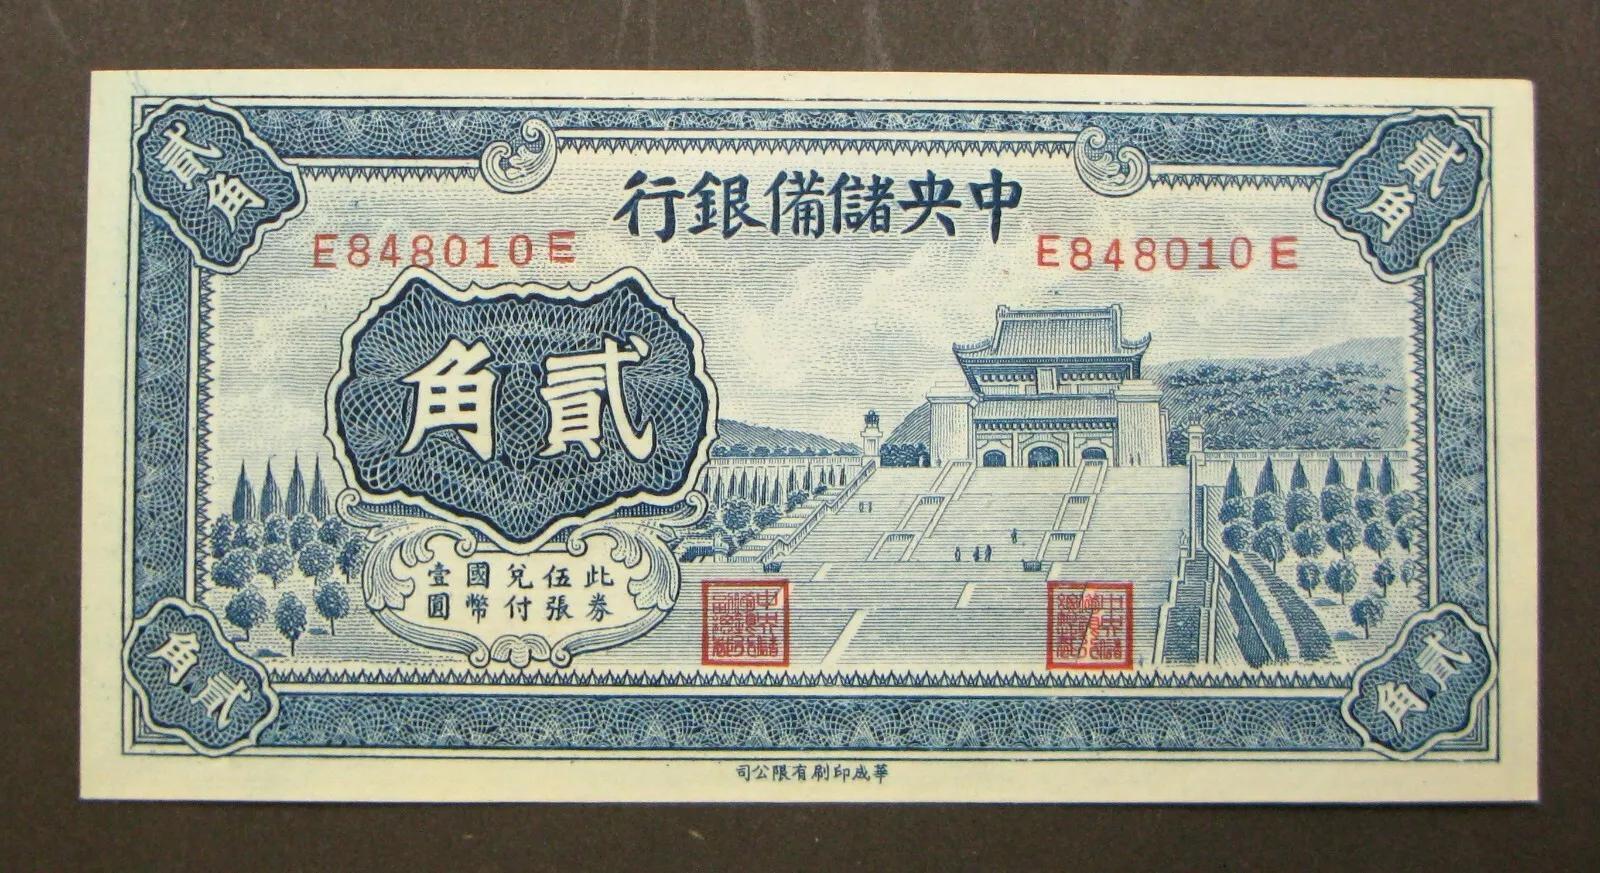 中央儲備銀行
E848010E
E848010E
貳角
貳角
貳角
此券
伍張
兌付
國幣
壹圓
貳角
貳角
華成印刷有限公司